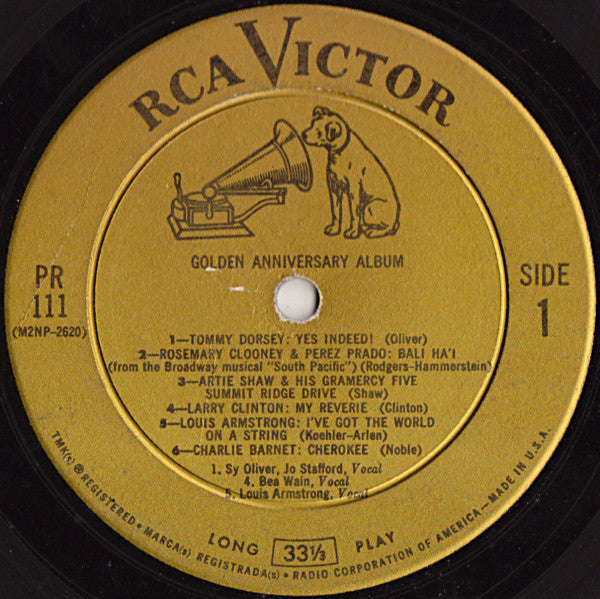 RCA VICTOR
GOLDEN ANNIVERSARY ALBUM
PR
111
(M2NP-2620)
SIDE
1
1—TOMMY DORSEY: YES INDEED! (Oliver)
2—ROSEMARY CLOONEY & PEREZ PRADO: BALI HA'I
(from the Broadway musical "South Pacific") (Rodgers-Hammerstein)
3—ARTIE SHAW & HIS GRAMERCY FIVE
SUMMIT RIDGE DRIVE (Shaw)
4—LARRY CLINTON: MY REVERIE (Clinton)
5—LOUIS ARMSTRONG: I'VE GOT THE WORLD
ON A STRING (Koehler-Arlen)
6—CHARLIE BARNET: CHEROKEE (Noble)
1. Sy Oliver, Jo Stafford, Vocal
4. Bea Wain, Vocal
5. Louis Armstrong, Vocal
LONG 33⅓ PLAY
TMK(s) ® REGISTERED • MARCA(s) REGISTRADA(s) • RADIO CORPORATION OF AMERICA—MADE IN U.S.A.